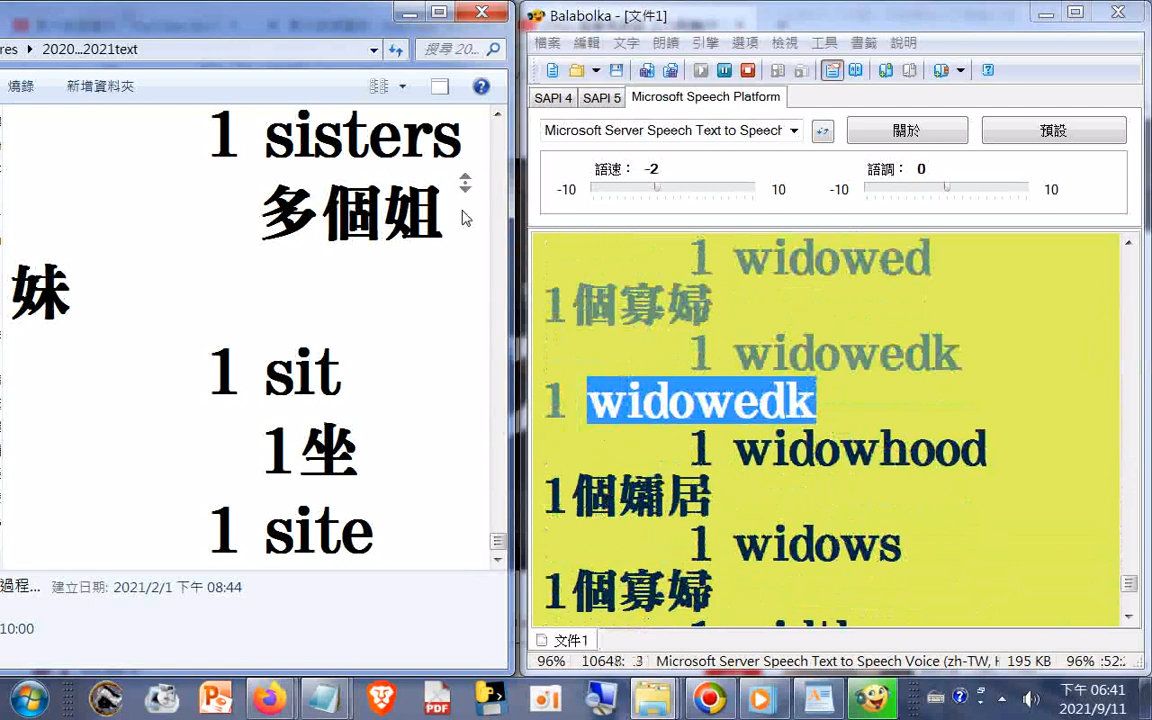 res ▸ 2020...2021text
搜尋 20...
燒錄 新增資料夾
1 sisters
多個姐
妹
1 sit
1坐
1 site
過程... 建立日期: 2021/2/1 下午 08:44
10:00
Balabolka - [文件1]
檔案 編輯 文字 朗讀 引擎 選項 檢視 工具 書籤 說明
SAPI 4 SAPI 5 Microsoft Speech Platform
Microsoft Server Speech Text to Speech
關於 預設
語速： -2 語調： 0
-10 10 -10 10
1 widowed
1個寡婦
1 widowedk
1 widowedk
1 widowhood
1個孀居
1 widows
1個寡婦
文件1
96% 10648: Microsoft Server Speech Text to Speech Voice (zh-TW, 195 KB 96%
下午 06:41
2021/9/11